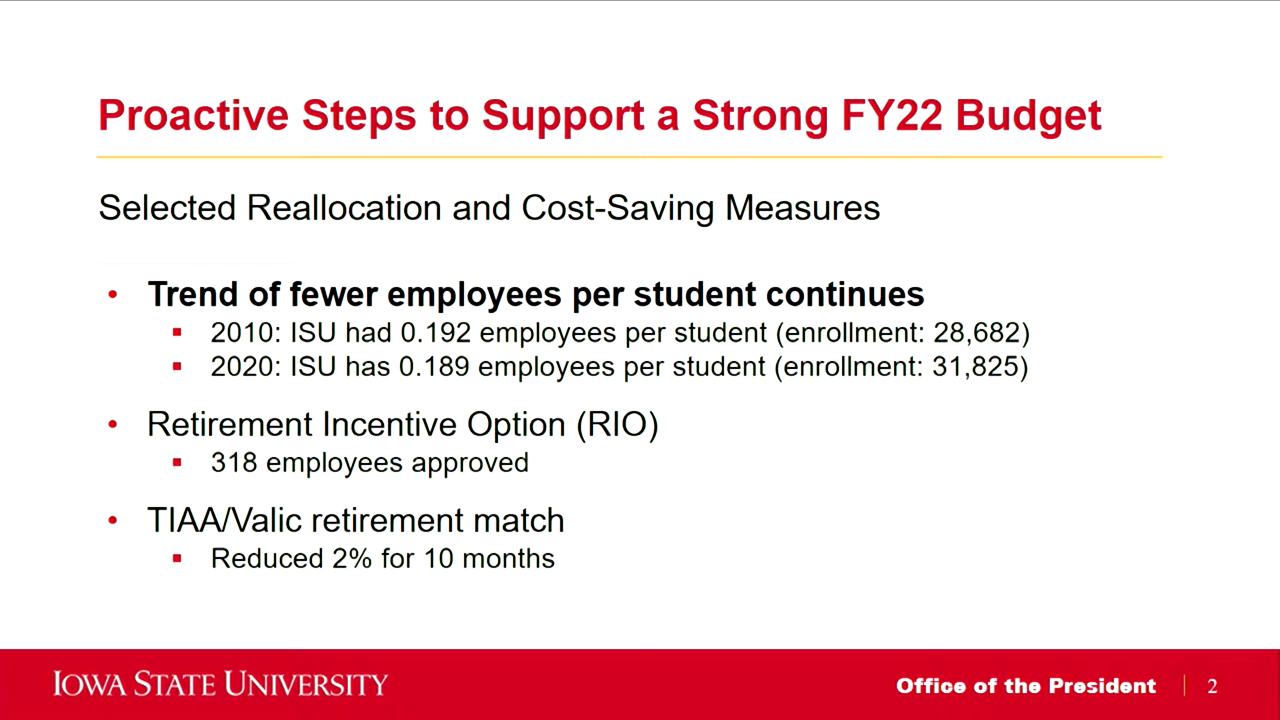 Proactive Steps to Support a Strong FY22 Budget
Selected Reallocation and Cost-Saving Measures
• Trend of fewer employees per student continues
▪ 2010: ISU had 0.192 employees per student (enrollment: 28,682)
▪ 2020: ISU has 0.189 employees per student (enrollment: 31,825)
• Retirement Incentive Option (RIO)
▪ 318 employees approved
• TIAA/Valic retirement match
▪ Reduced 2% for 10 months
IOWA STATE UNIVERSITY
Office of the President | 2